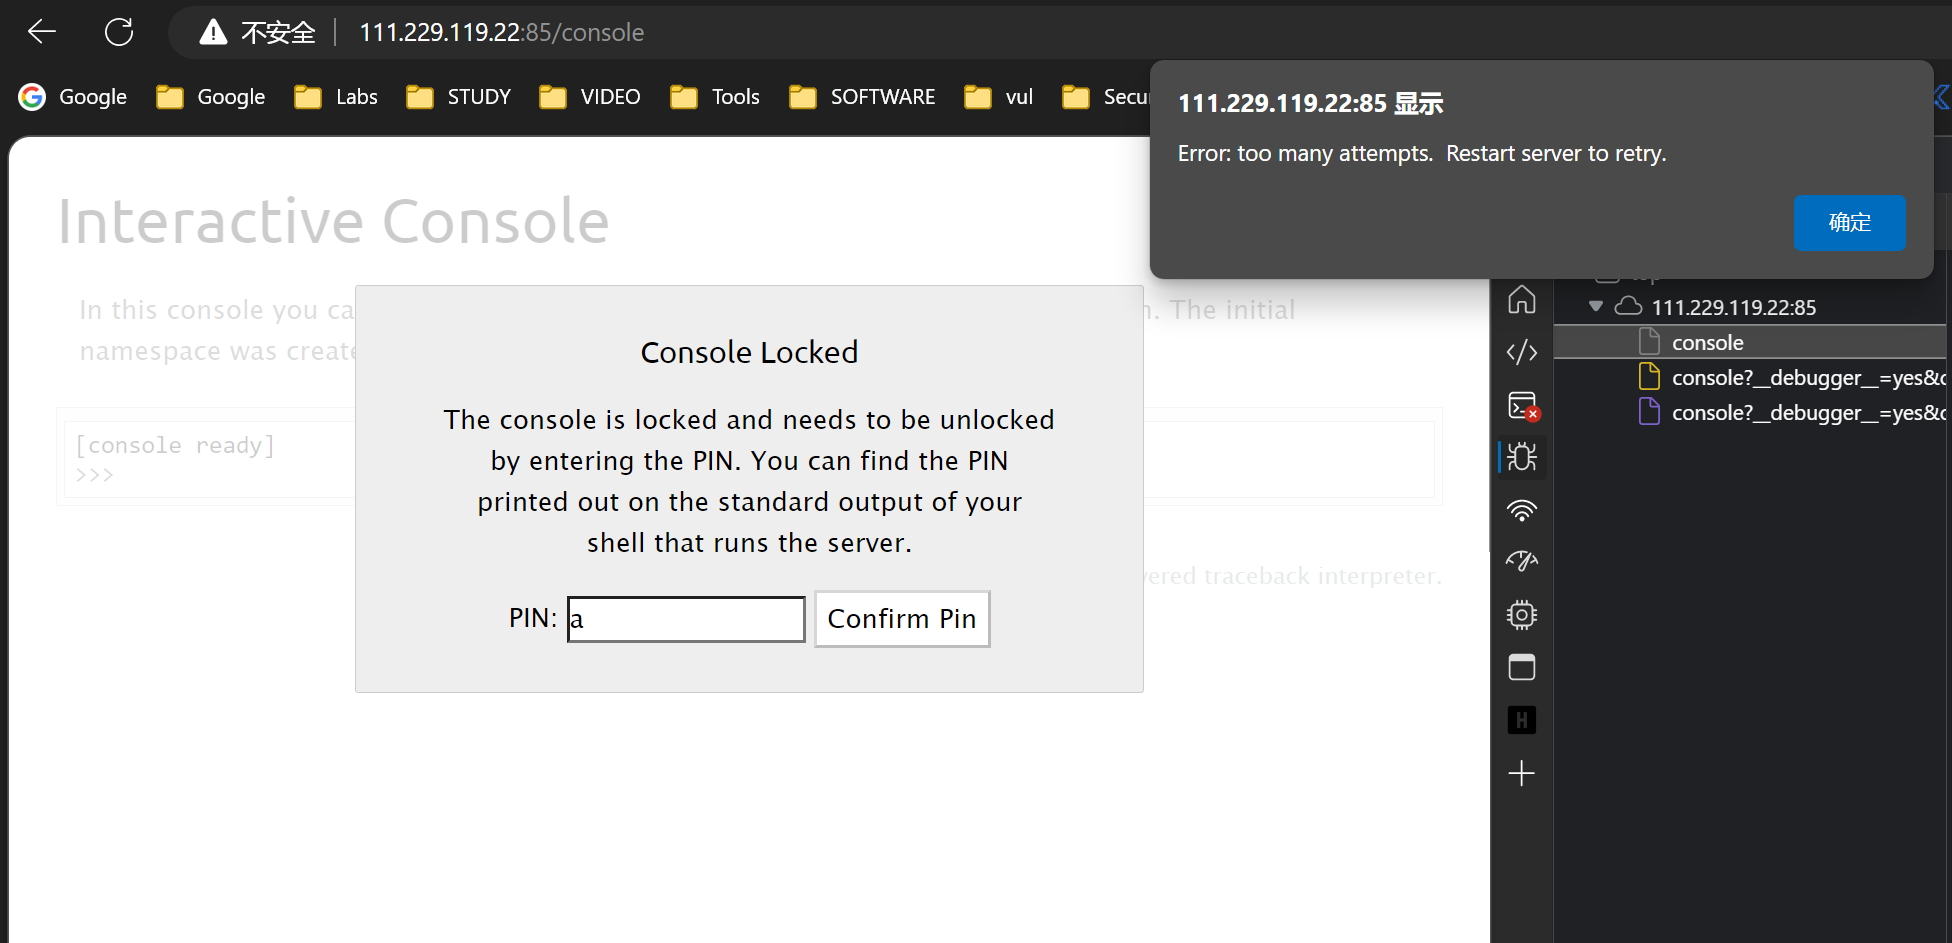 不安全 111.229.119.22:85/console
Google Google Labs STUDY VIDEO Tools SOFTWARE vul Secur
111.229.119.22:85 显示
Error: too many attempts. Restart server to retry.
确定
Interactive Console
In this console you ca
n. The initial
namespace was create
[console ready]
>>>
vered traceback interpreter.
Console Locked
The console is locked and needs to be unlocked
by entering the PIN. You can find the PIN
printed out on the standard output of your
shell that runs the server.
PIN: a Confirm Pin
top
111.229.119.22:85
console
console?__debugger__=yes&c
console?__debugger__=yes&c
H